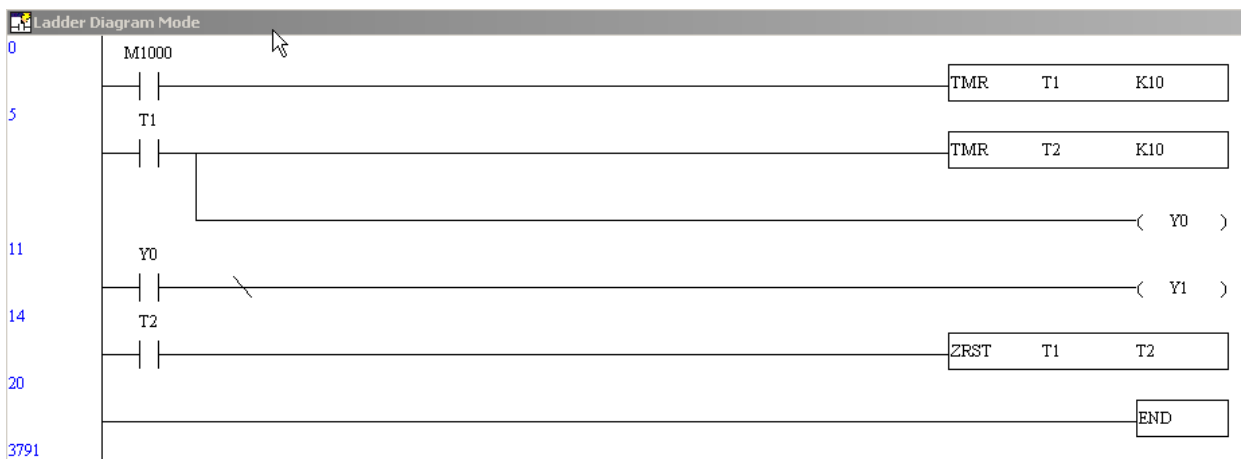 Ladder Diagram Mode
0
M1000
TMR T1 K10
5
T1
TMR T2 K10
( Y0 )
11
Y0
( Y1 )
14
T2
ZRST T1 T2
20
END
3791